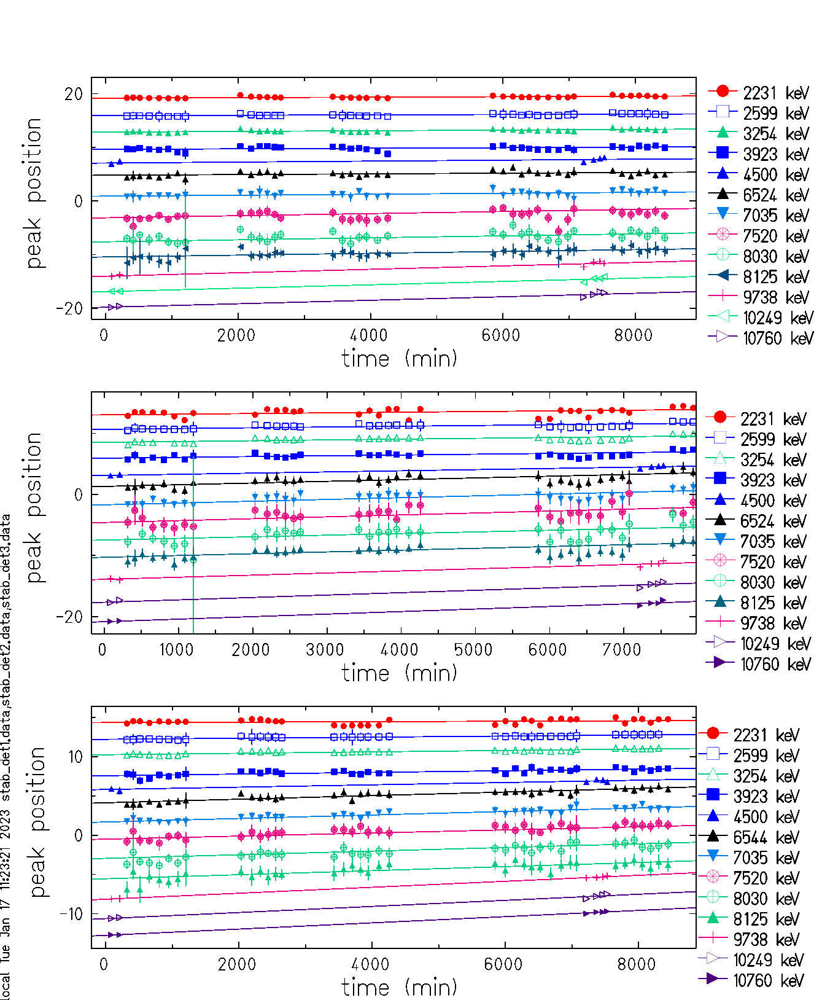 20
0
-20
peak position
0 2000 4000 6000 8000
time (min)
2231 keV
2599 keV
3254 keV
3923 keV
4500 keV
6524 keV
7035 keV
7520 keV
8030 keV
8125 keV
9738 keV
10249 keV
10760 keV
0
-20
peak position
0 1000 2000 3000 4000 5000 6000 7000
time (min)
2231 keV
2599 keV
3254 keV
3923 keV
4500 keV
6524 keV
7035 keV
7520 keV
8030 keV
8125 keV
9738 keV
10249 keV
10760 keV
10
0
-10
peak position
0 2000 4000 6000 8000
time (min)
2231 keV
2599 keV
3254 keV
3923 keV
4500 keV
6544 keV
7035 keV
7520 keV
8030 keV
8125 keV
9738 keV
10249 keV
10760 keV
local Tue Jan 17 11:23:21 2023 stab_det1.data,stab_det2.data,stab_det3.data